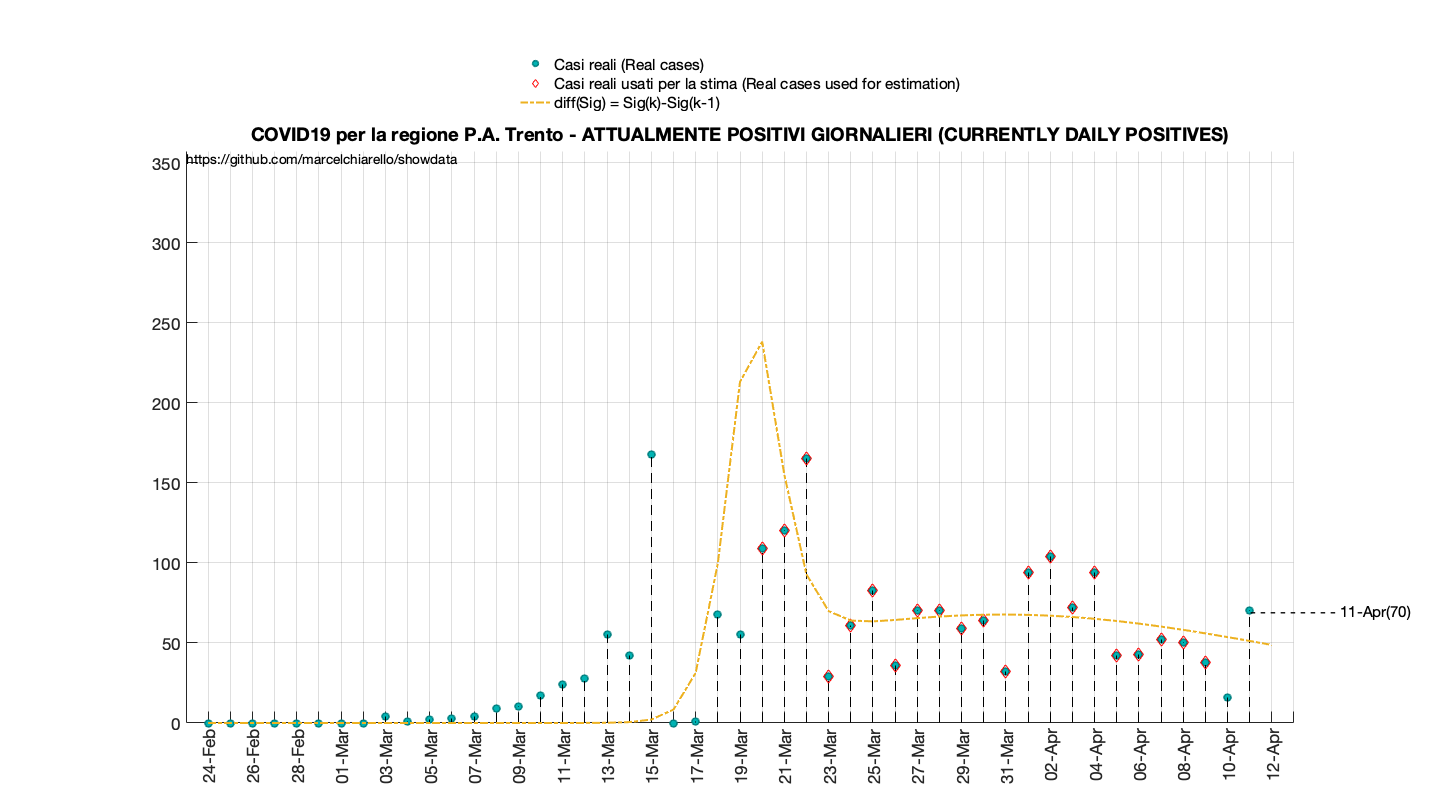 Casi reali (Real cases)
Casi reali usati per la stima (Real cases used for estimation)
diff(Sig) = Sig(k)-Sig(k-1)
COVID19 per la regione P.A. Trento - ATTUALMENTE POSITIVI GIORNALIERI (CURRENTLY DAILY POSITIVES)
https://github.com/marcelchiarello/showdata
350
300
250
200
150
100
50
0
11-Apr(70)
24-Feb
26-Feb
28-Feb
01-Mar
03-Mar
05-Mar
07-Mar
09-Mar
11-Mar
13-Mar
15-Mar
17-Mar
19-Mar
21-Mar
23-Mar
25-Mar
27-Mar
29-Mar
31-Mar
02-Apr
04-Apr
06-Apr
08-Apr
10-Apr
12-Apr